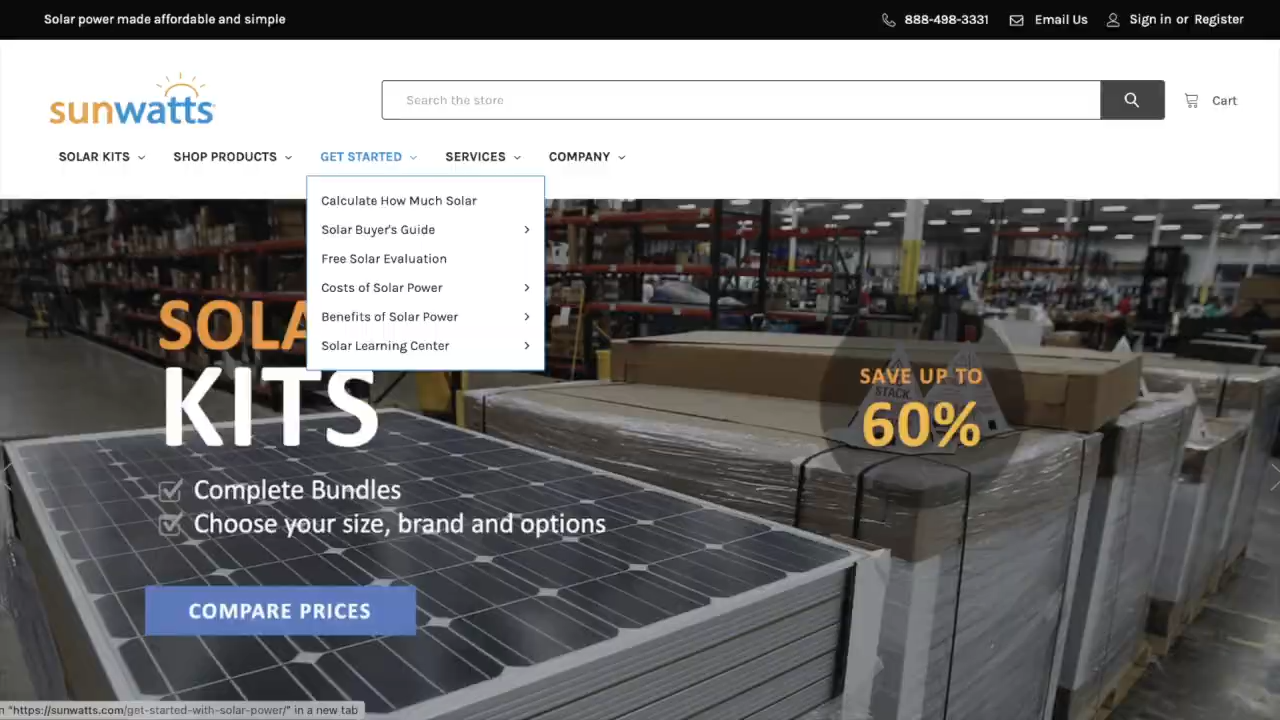 Solar power made affordable and simple
888-498-3331
Email Us
Sign in or Register
sunwatts
Search the store
Cart
SOLAR KITS
SHOP PRODUCTS
GET STARTED
SERVICES
COMPANY
Calculate How Much Solar
Solar Buyer's Guide
Free Solar Evaluation
Costs of Solar Power
Benefits of Solar Power
Solar Learning Center
SOLA
KITS
Complete Bundles
Choose your size, brand and options
COMPARE PRICES
SAVE UP TO
STACK
60%
n "https://sunwatts.com/get-started-with-solar-power/" in a new tab